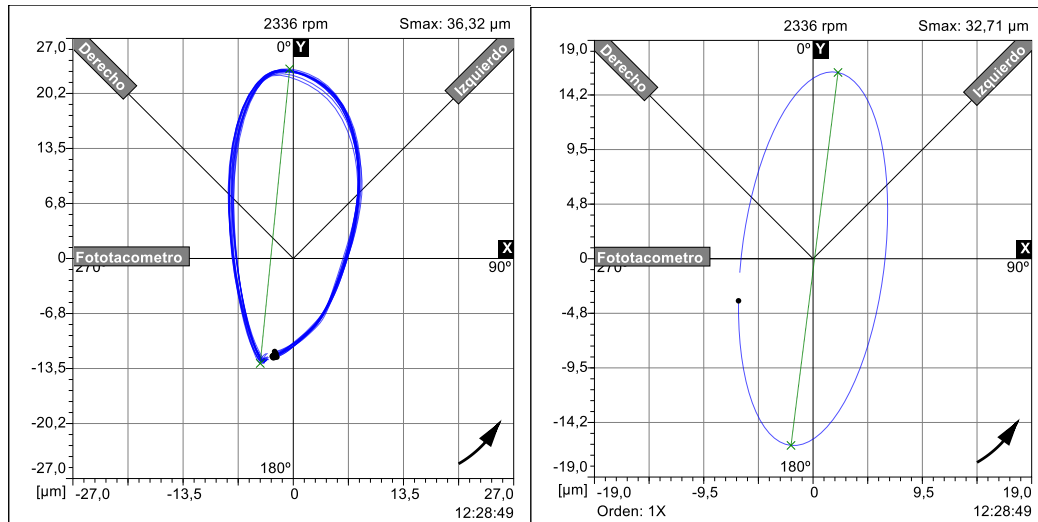 2336 rpm Smax: 36,32 µm
27,0 0º Y
Derecho Izquierdo
20,2
13,5
6,8
0 Fototacometro X
270º 90º
-6,8
-13,5
-20,2
-27,0 180º
[µm] -27,0 -13,5 0 13,5 27,0
12:28:49
2336 rpm Smax: 32,71 µm
19,0 0º Y
Derecho Izquierdo
14,2
9,5
4,8
0 Fototacometro X
270º 90º
-4,8
-9,5
-14,2
-19,0 180º
[µm] -19,0 -9,5 0 9,5 19,0
Orden: 1X 12:28:49